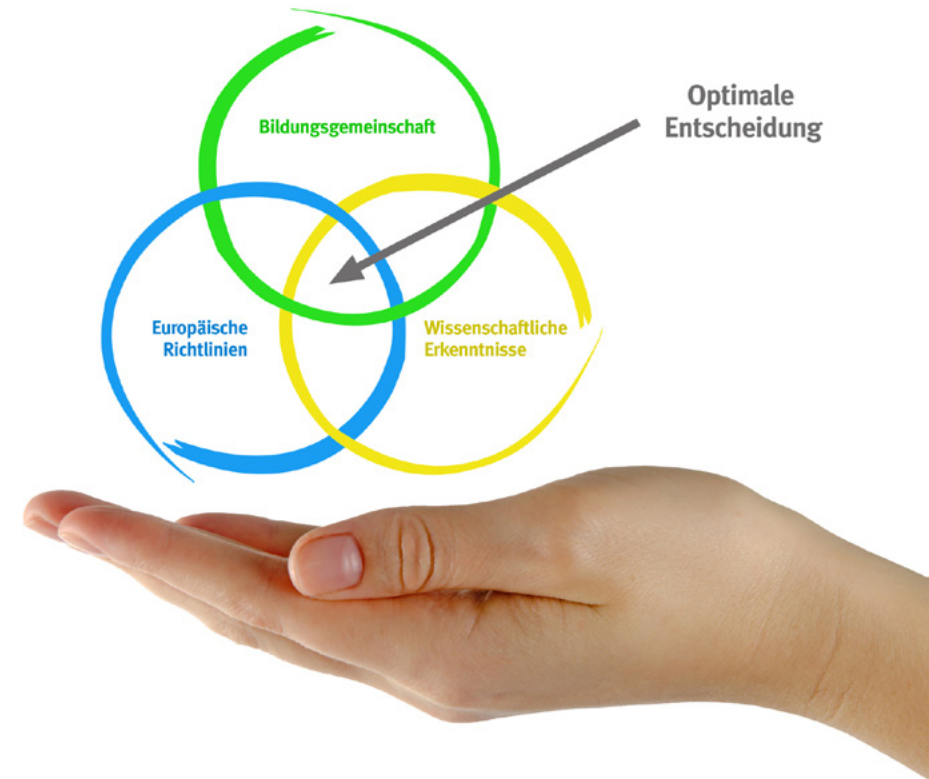 Optimale
Entscheidung
Bildungsgemeinschaft
Europäische
Richtlinien
Wissenschaftliche
Erkenntnisse